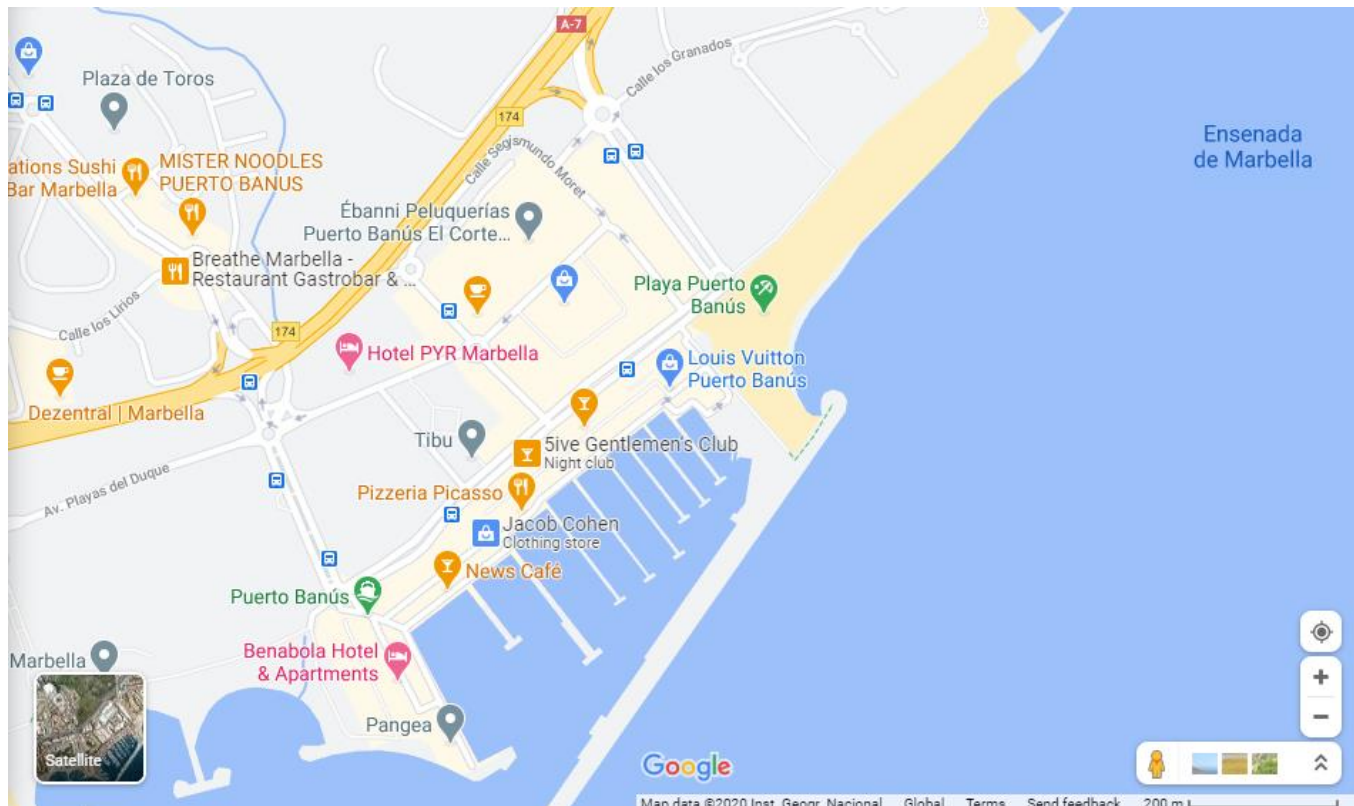 A-7
Calle los Granados
Plaza de Toros
174
Ensenada
de Marbella
Calle Segismundo Moret
ations Sushi
Bar Marbella
MISTER NOODLES
PUERTO BANUS
Ébanni Peluquerías
Puerto Banús El Corte...
Breathe Marbella -
Restaurant Gastrobar & ...
Playa Puerto
Banús
Calle los Lirios
174
Hotel PYR Marbella
Louis Vuitton
Puerto Banús
Dezentral | Marbella
Tibu
5ive Gentlemen's Club
Night club
Av. Playas del Duque
Pizzeria Picasso
Jacob Cohen
Clothing store
News Café
Puerto Banús
Marbella
Benabola Hotel
& Apartments
Pangea
Satellite
Google
Map data ©2020 Inst. Geogr. Nacional Global Terms Send feedback 200 m